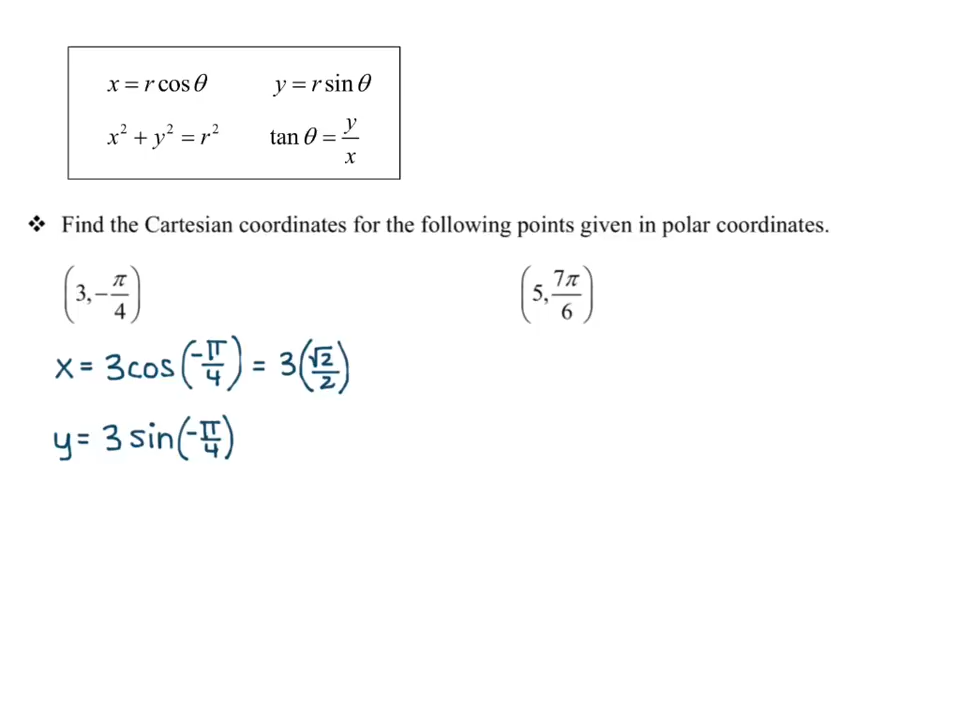 x = r cos θ    y = r sin θ
x² + y² = r²    tan θ = y/x
❖ Find the Cartesian coordinates for the following points given in polar coordinates.
(3, -π/4)    (5, 7π/6)
x = 3cos(-π/4) = 3(√2/2)
y = 3 sin(-π/4)